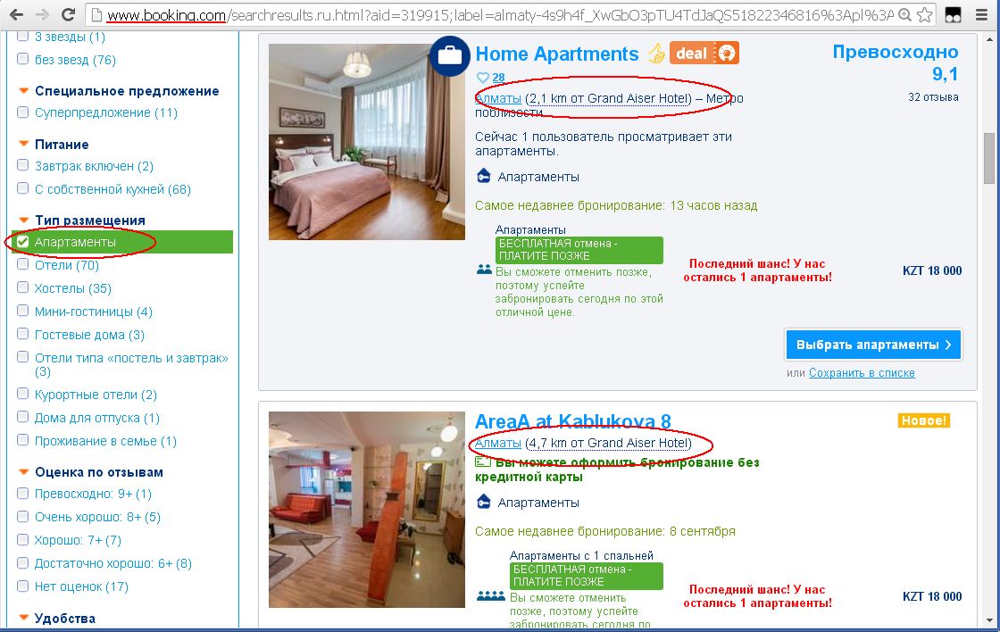 www.booking.com/searchresults.ru.html?aid=319915;label=almaty-4s9h4f_XwGbO3pTU4TdJaQS51822346816%3Apl%3A
3 звезды (1)
без звезд (76)
Специальное предложение
Суперпредложение (11)
Питание
Завтрак включен (2)
С собственной кухней (68)
Тип размещения
Апартаменты
Отели (70)
Хостелы (35)
Мини-гостиницы (4)
Гостевые дома (3)
Отели типа «постель и завтрак»
(3)
Курортные отели (2)
Дома для отпуска (1)
Проживание в семье (1)
Оценка по отзывам
Превосходно: 9+ (1)
Очень хорошо: 8+ (5)
Хорошо: 7+ (7)
Достаточно хорошо: 6+ (8)
Нет оценок (17)
Удобства
Home Apartments deal
28
Алматы (2,1 km от Grand Aiser Hotel) – Метро
поблизости
Превосходно
9,1
32 отзыва
Сейчас 1 пользователь просматривает эти
апартаменты.
Апартаменты
Самое недавнее бронирование: 13 часов назад
Апартаменты
БЕСПЛАТНАЯ отмена -
ПЛАТИТЕ ПОЗЖЕ
Вы сможете отменить позже,
поэтому успейте
забронировать сегодня по этой
отличной цене.
Последний шанс! У нас
остались 1 апартаменты!
KZT 18 000
Выбрать апартаменты
или Сохранить в списке
AreaA at Kablukova 8
Новое!
Алматы (4,7 km от Grand Aiser Hotel)
Вы можете оформить бронирование без
кредитной карты
Апартаменты
Самое недавнее бронирование: 8 сентября
Апартаменты с 1 спальней
БЕСПЛАТНАЯ отмена -
ПЛАТИТЕ ПОЗЖЕ
Вы сможете отменить
позже, поэтому успейте
забронировать сегодня по
Последний шанс! У нас
остались 1 апартаменты!
KZT 18 000